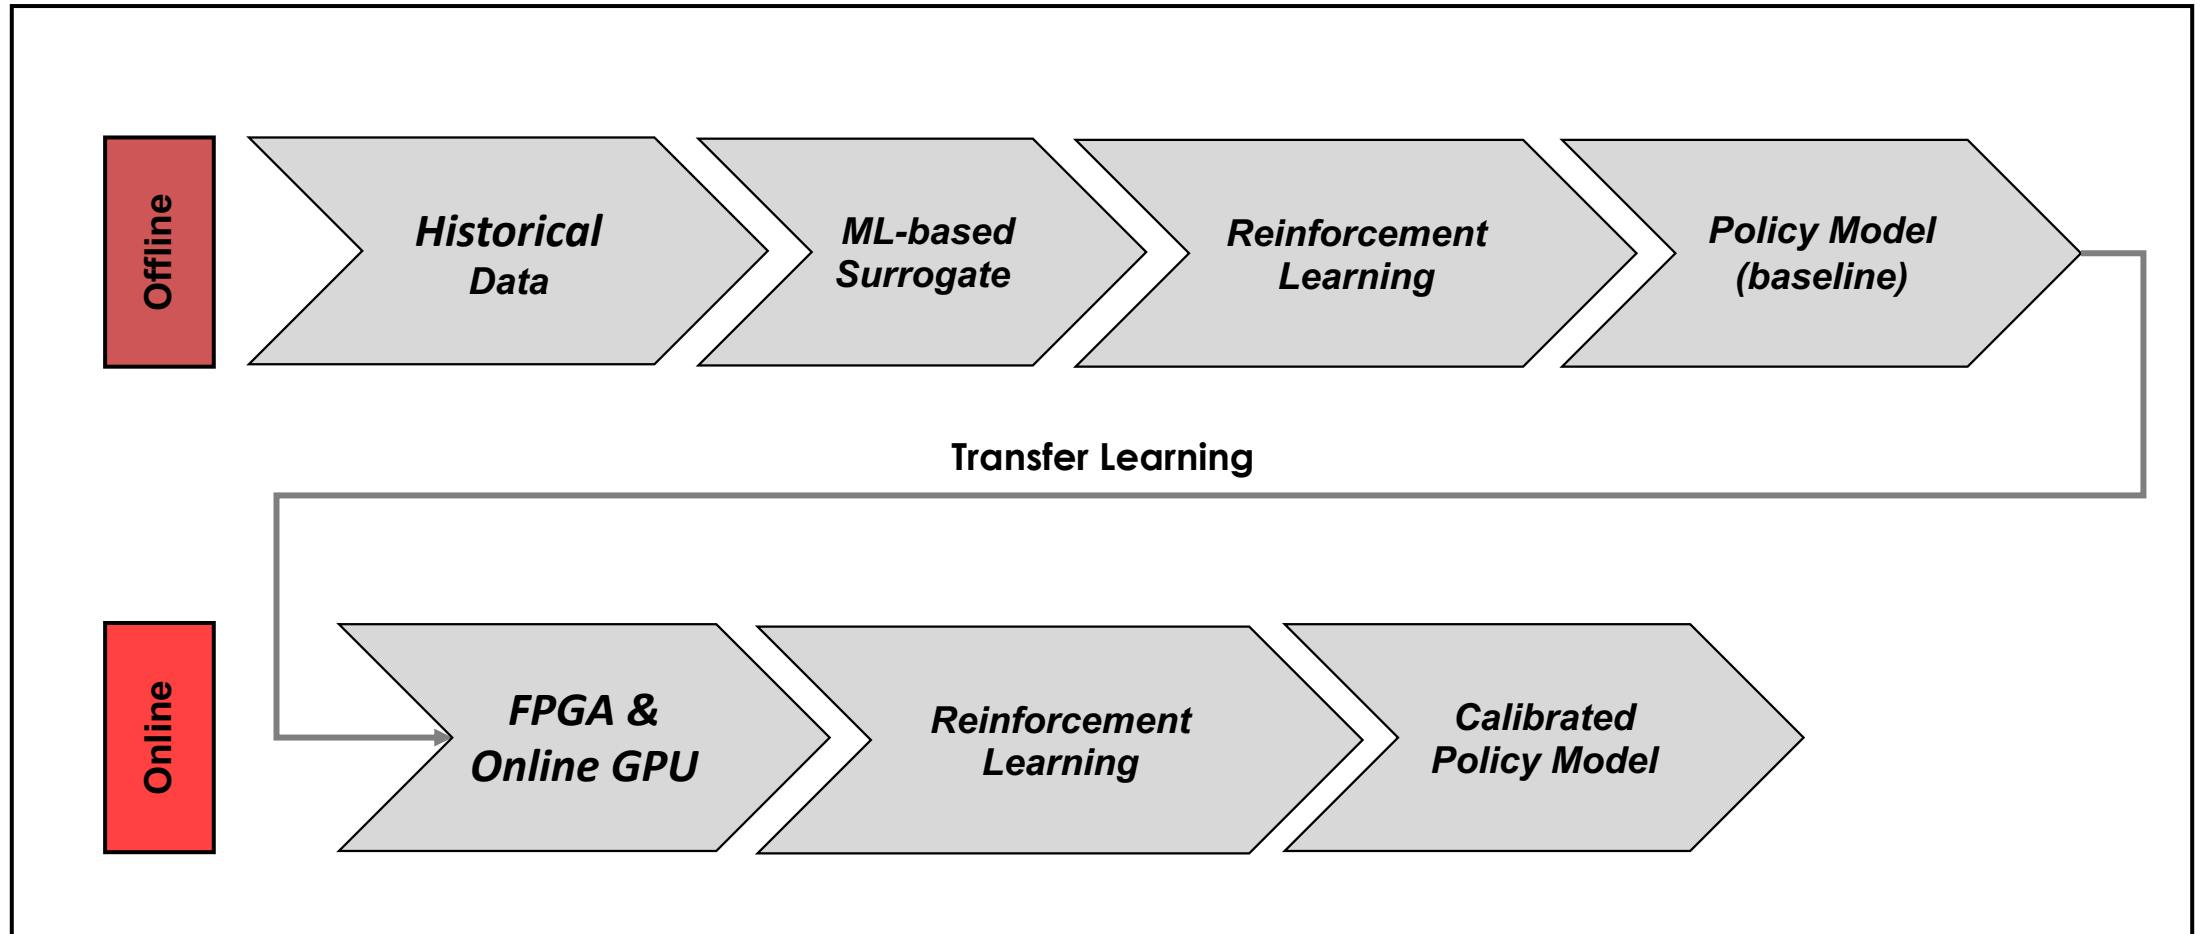 Offline
Historical
Data
ML-based
Surrogate
Reinforcement
Learning
Policy Model
(baseline)
Transfer Learning
Online
FPGA &
Online GPU
Reinforcement
Learning
Calibrated
Policy Model